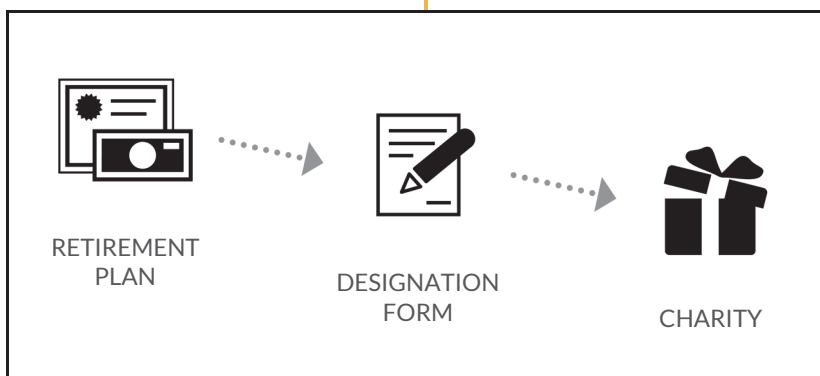 RETIREMENT
PLAN
DESIGNATION
FORM
CHARITY